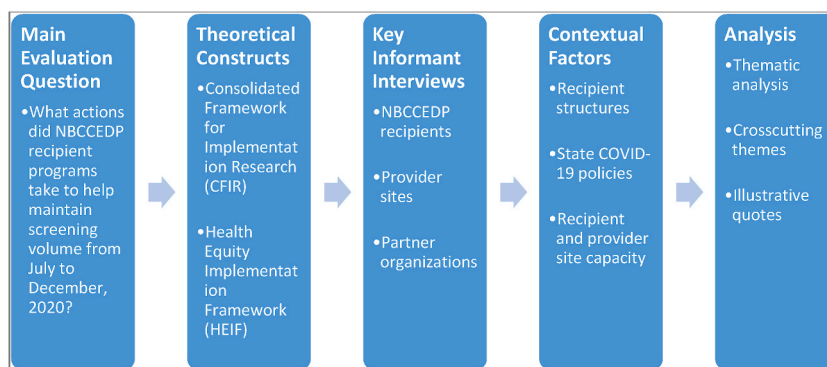 Main
Evaluation
Question
•What actions
did NBCCEDP
recipient
programs
take to help
maintain
screening
volume from
July to
December,
2020?
Theoretical
Constructs
•Consolidated
Framework
for
Implementat
ion Research
(CFIR)
•Health
Equity
Implementat
ion
Framework
(HEIF)
Key
Informant
Interviews
•NBCCEDP
recipients
•Provider
sites
•Partner
organizations
Contextual
Factors
•Recipient
structures
•State COVID-
19 policies
•Recipient
and provider
site capacity
Analysis
•Thematic
analysis
•Crosscutting
themes
•Illustrative
quotes